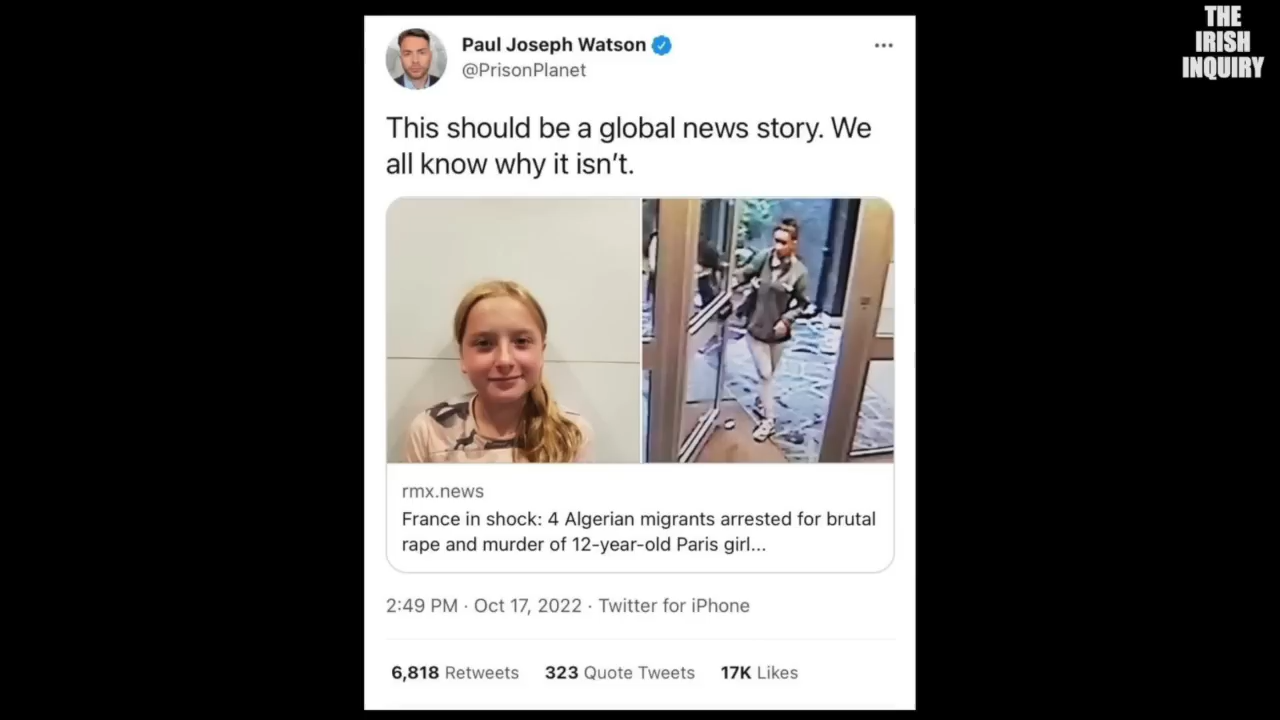 THE
IRISH
INQUIRY
Paul Joseph Watson
@PrisonPlanet
This should be a global news story. We
all know why it isn't.
rmx.news
France in shock: 4 Algerian migrants arrested for brutal
rape and murder of 12-year-old Paris girl...
2:49 PM · Oct 17, 2022 · Twitter for iPhone
6,818 Retweets 323 Quote Tweets 17K Likes